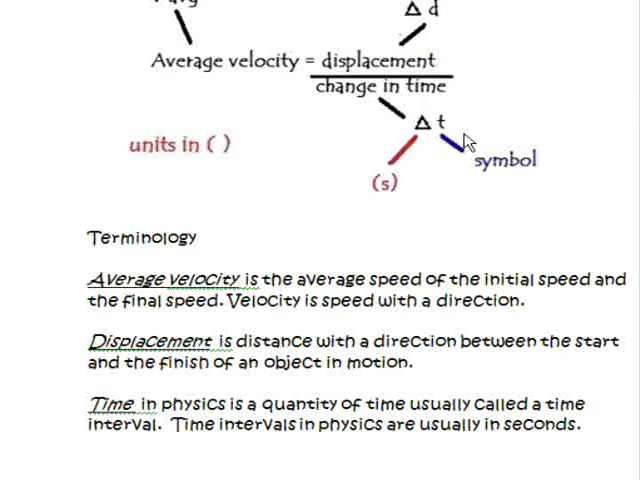 Δ d
Average velocity = displacement
change in time
Δ t
units in ( )
symbol
(s)
Terminology
Average velocity is the average speed of the initial speed and
the final speed. Velocity is speed with a direction.
Displacement is distance with a direction between the start
and the finish of an object in motion.
Time in physics is a quantity of time usually called a time
interval. Time intervals in physics are usually in seconds.